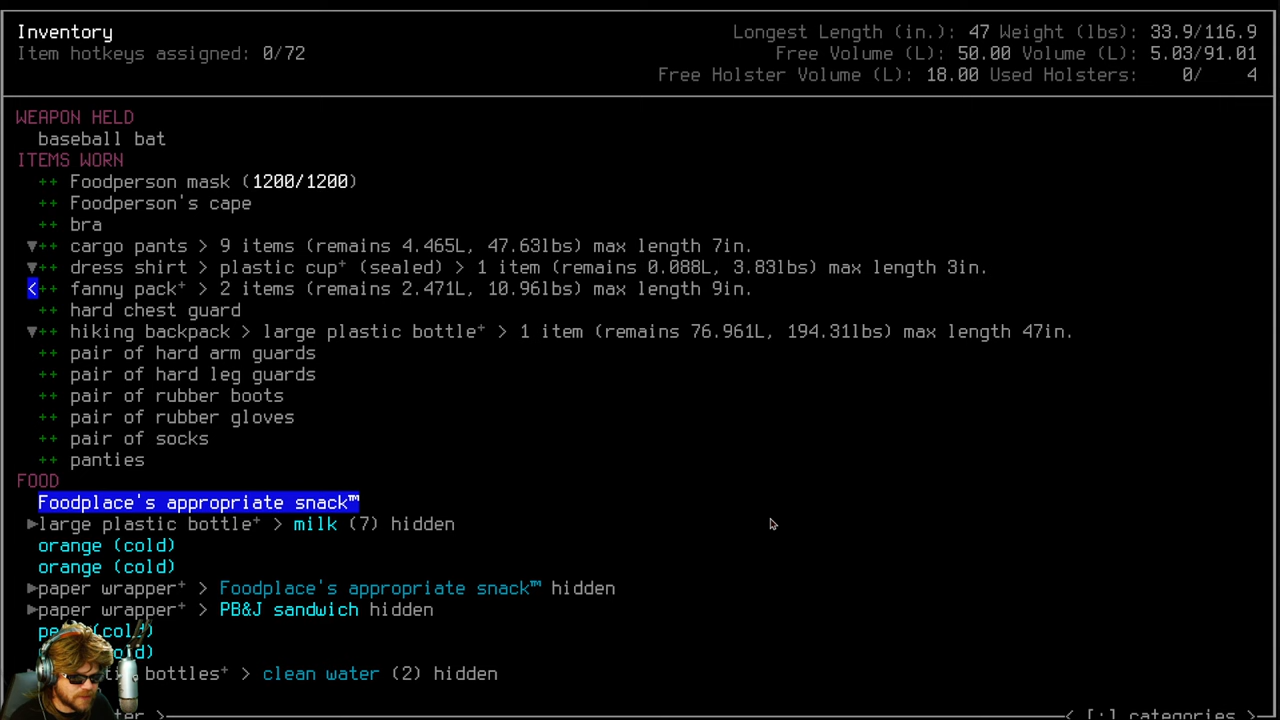 Inventory
Item hotkeys assigned: 0/72
Longest Length (in.): 47 Weight (lbs): 33.9/116.9
Free Volume (L): 50.00 Volume (L): 5.03/91.01
Free Holster Volume (L): 18.00 Used Holsters: 0/ 4
WEAPON HELD
baseball bat
ITEMS WORN
++ Foodperson mask (1200/1200)
++ Foodperson's cape
++ bra
▼++ cargo pants > 9 items (remains 4.465L, 47.63lbs) max length 7in.
▼++ dress shirt > plastic cup⁺ (sealed) > 1 item (remains 0.088L, 3.83lbs) max length 3in.
<++ fanny pack⁺ > 2 items (remains 2.471L, 10.96lbs) max length 9in.
++ hard chest guard
▼++ hiking backpack > large plastic bottle⁺ > 1 item (remains 76.961L, 194.31lbs) max length 47in.
++ pair of hard arm guards
++ pair of hard leg guards
++ pair of rubber boots
++ pair of rubber gloves
++ pair of socks
++ panties
FOOD
Foodplace's appropriate snack™
▶large plastic bottle⁺ > milk (7) hidden
orange (cold)
orange (cold)
▶paper wrapper⁺ > Foodplace's appropriate snack™ hidden
▶paper wrapper⁺ > PB&J sandwich hidden
(cold)
bottles⁺ > clean water (2) hidden
< [:] categories >